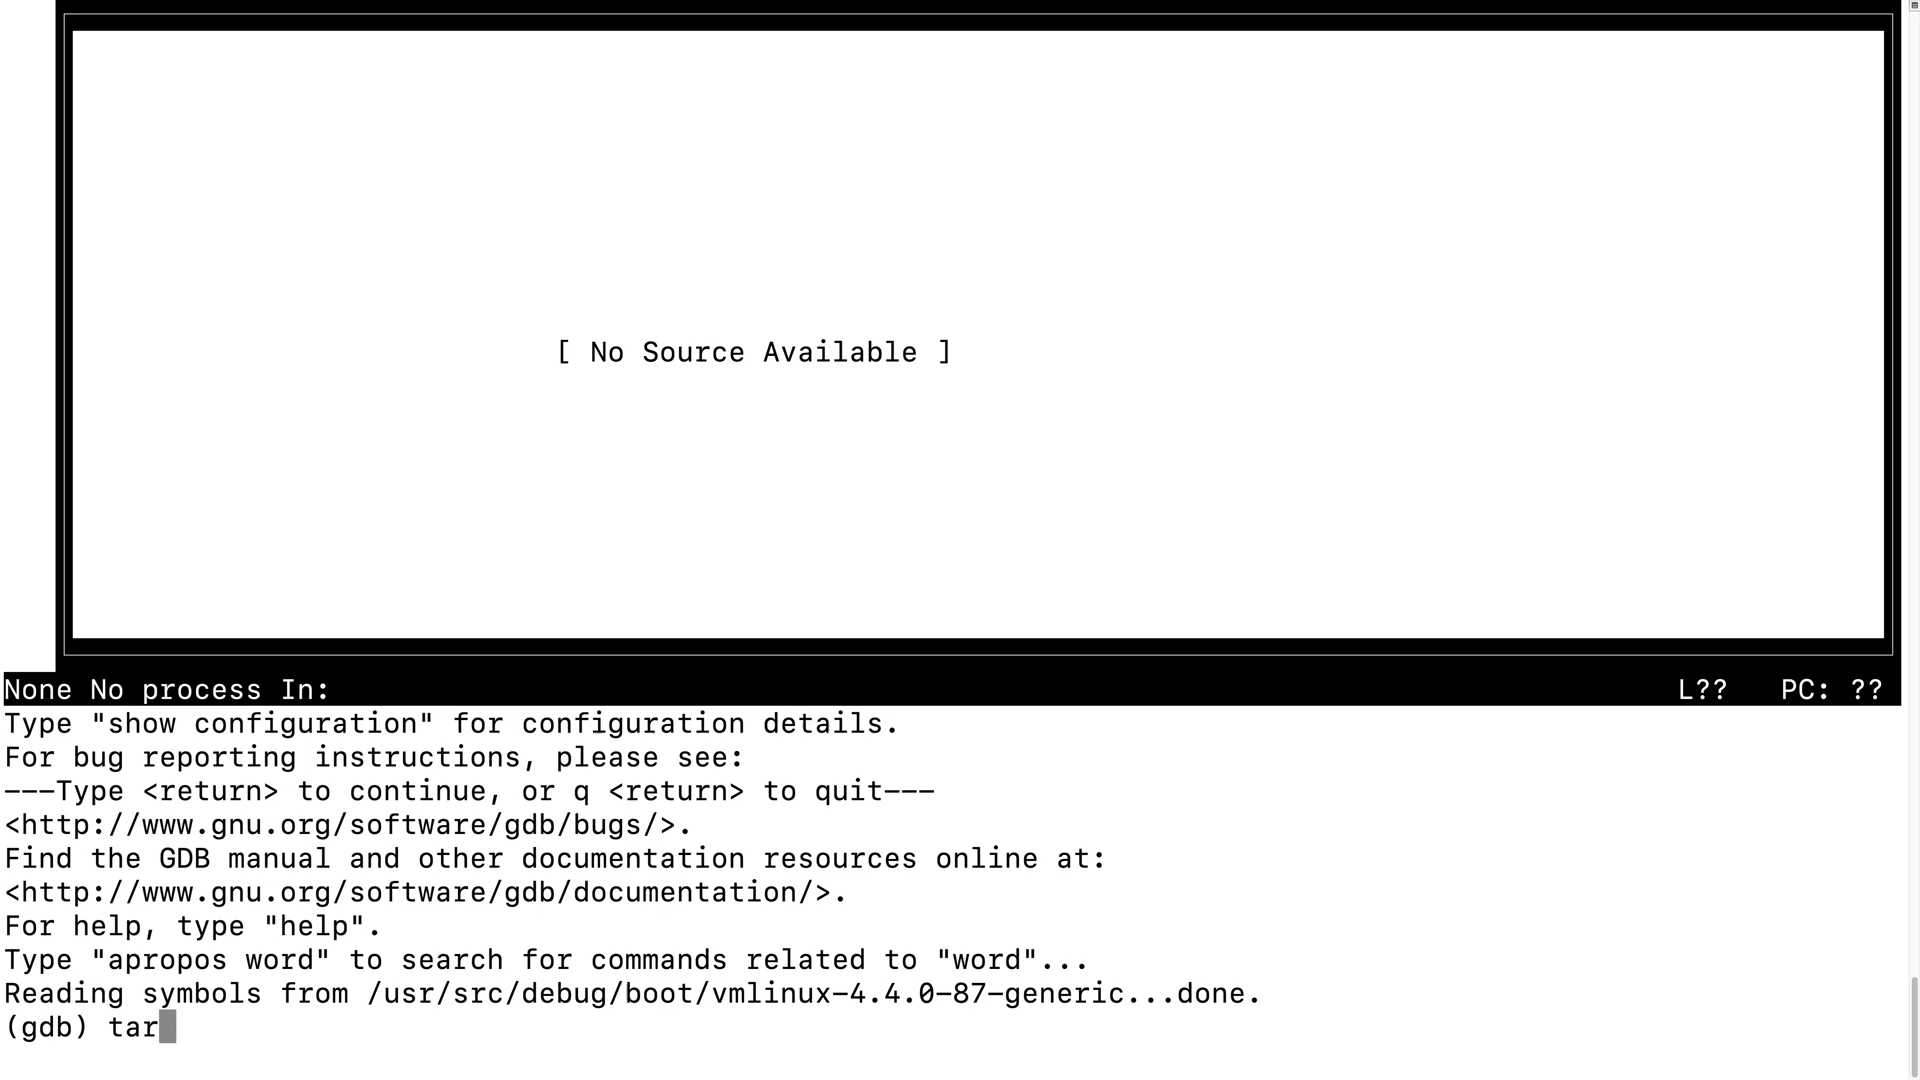 [ No Source Available ]
None No process In: L?? PC: ??
Type "show configuration" for configuration details.
For bug reporting instructions, please see:
---Type <return> to continue, or q <return> to quit---
<http://www.gnu.org/software/gdb/bugs/>.
Find the GDB manual and other documentation resources online at:
<http://www.gnu.org/software/gdb/documentation/>.
For help, type "help".
Type "apropos word" to search for commands related to "word"...
Reading symbols from /usr/src/debug/boot/vmlinux-4.4.0-87-generic...done.
(gdb) tar